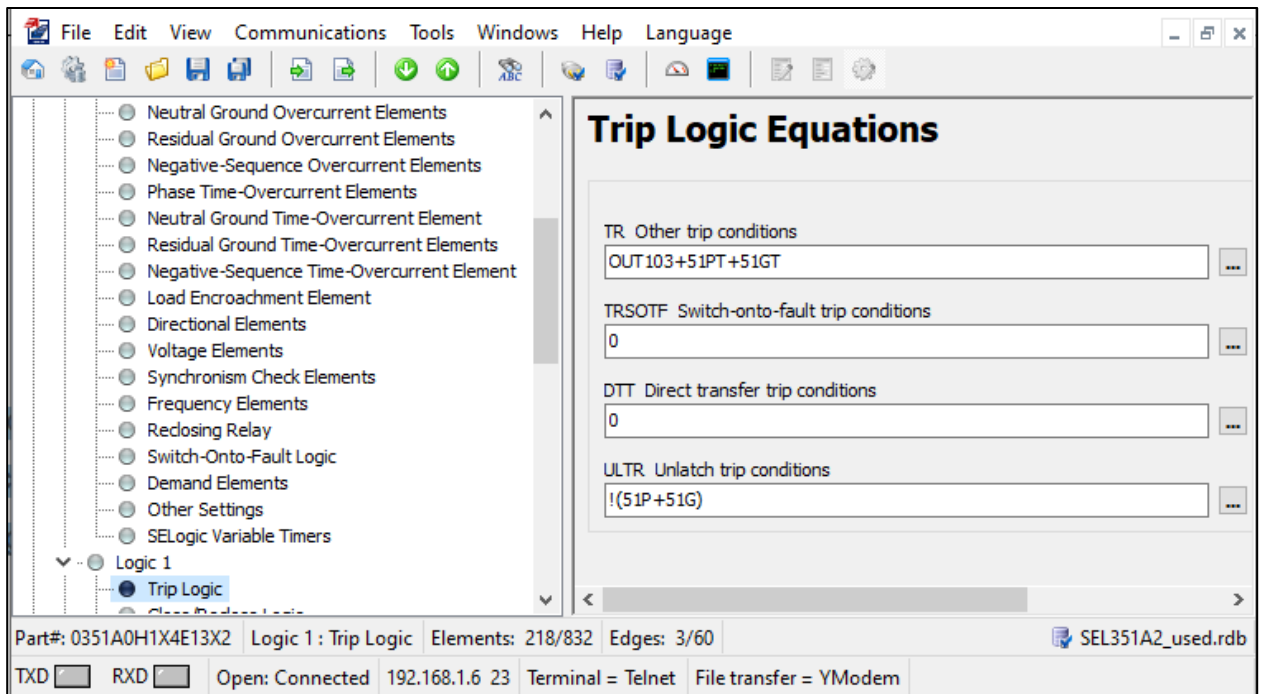 File Edit View Communications Tools Windows Help Language
ABC
Neutral Ground Overcurrent Elements
Residual Ground Overcurrent Elements
Negative-Sequence Overcurrent Elements
Phase Time-Overcurrent Elements
Neutral Ground Time-Overcurrent Element
Residual Ground Time-Overcurrent Elements
Negative-Sequence Time-Overcurrent Element
Load Encroachment Element
Directional Elements
Voltage Elements
Synchronism Check Elements
Frequency Elements
Reclosing Relay
Switch-Onto-Fault Logic
Demand Elements
Other Settings
SELogic Variable Timers
Logic 1
Trip Logic
Trip Logic Equations
TR Other trip conditions
OUT103+51PT+51GT
...
TRSOTF Switch-onto-fault trip conditions
0
...
DTT Direct transfer trip conditions
0
...
ULTR Unlatch trip conditions
!(51P+51G)
...
Part#: 0351A0H1X4E13X2 Logic 1 : Trip Logic Elements: 218/832 Edges: 3/60 SEL351A2_used.rdb
TXD RXD Open: Connected 192.168.1.6 23 Terminal = Telnet File transfer = YModem